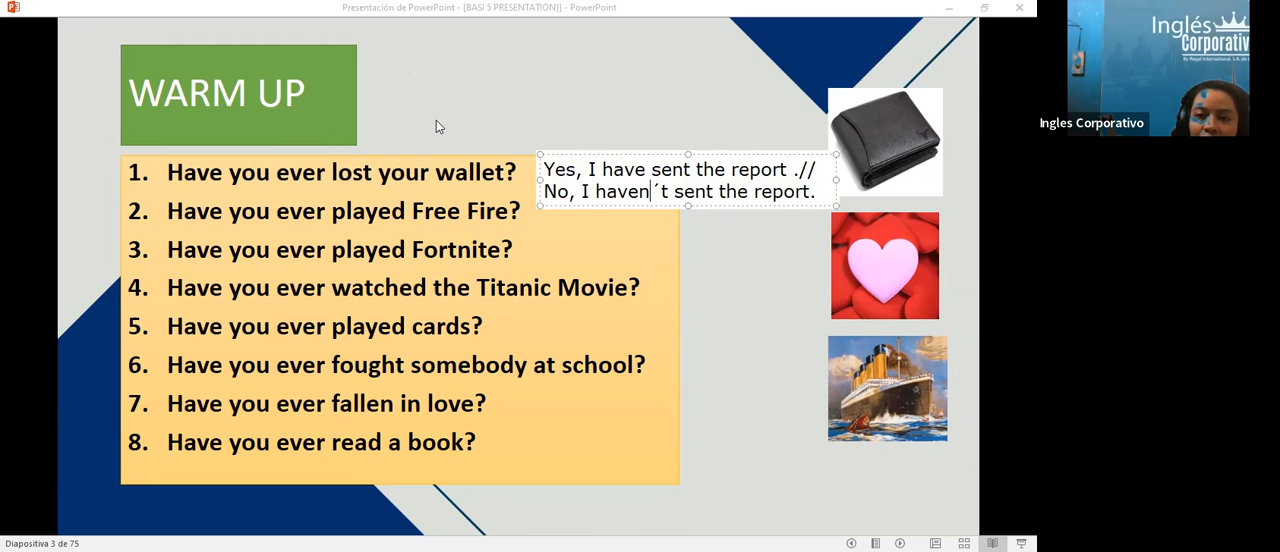 Presentación de PowerPoint - [BASI 5 PRESENTATION)] - PowerPoint
WARM UP
1. Have you ever lost your wallet?
Yes, I have sent the report .//
No, I haven´t sent the report.
2. Have you ever played Free Fire?
3. Have you ever played Fortnite?
4. Have you ever watched the Titanic Movie?
5. Have you ever played cards?
6. Have you ever fought somebody at school?
7. Have you ever fallen in love?
8. Have you ever read a book?
Diapositiva 3 de 75
Inglés
Corporativ
Ingles Corporativo